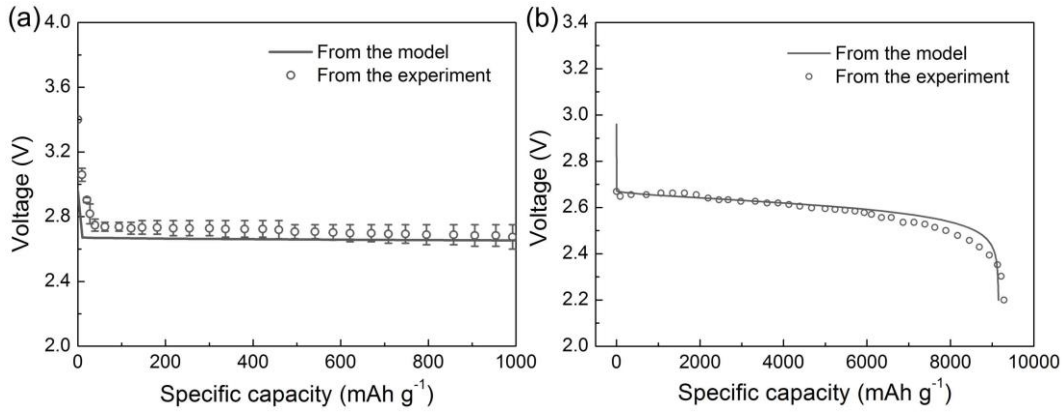 (a)
4.0
3.6
3.2
2.8
2.4
2.0
Voltage (V)
From the model
From the experiment
0 200 400 600 800 1000
Specific capacity (mAh g⁻¹)
(b)
3.4
3.2
3.0
2.8
2.6
2.4
2.2
2.0
Voltage (V)
From the model
From the experiment
0 2000 4000 6000 8000 10000
Specific capacity (mAh g⁻¹)